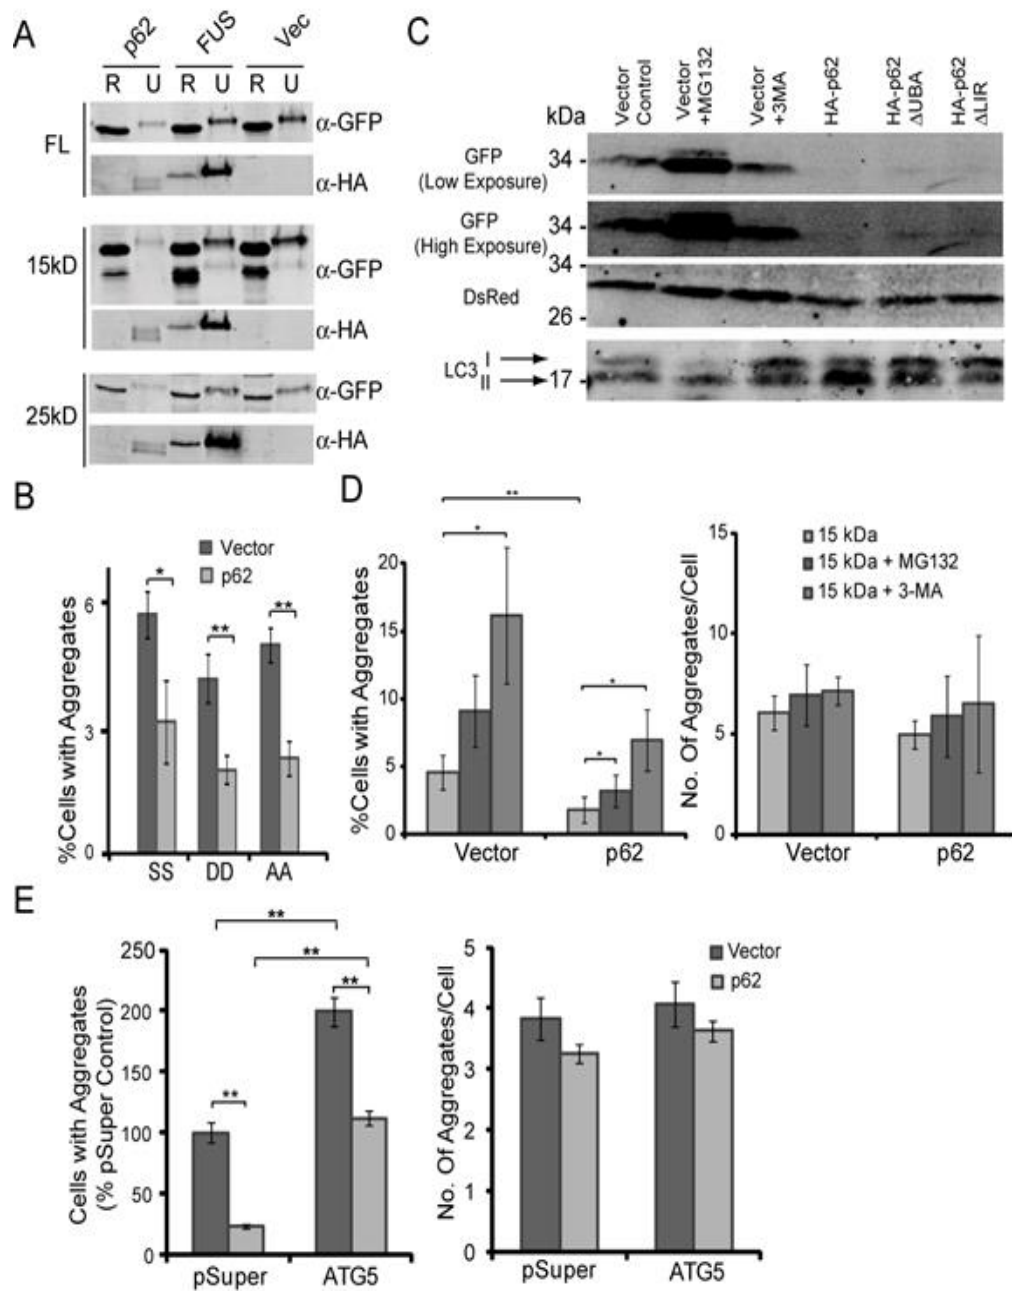 A
p62 FUS Vec
R U R U R U
FL
α-GFP
α-HA
15kD
α-GFP
α-HA
25kD
α-GFP
α-HA
C
kDa
Vector Control
Vector +MG132
Vector +3MA
HA-p62
HA-p62 ΔUBA
HA-p62 ΔLIR
GFP
(Low Exposure)
34
GFP
(High Exposure)
34
34
DsRed
26
LC3
I
II
17
B
Vector
p62
%Cells with Aggregates
6
3
0
* ** **
SS DD AA
D
**
*
*
*
%Cells with Aggregates
20
15
10
5
0
Vector p62
No. Of Aggregates/Cell
15
10
5
0
15 kDa
15 kDa + MG132
15 kDa + 3-MA
Vector p62
E
**
**
**
**
Cells with Aggregates
(% pSuper Control)
250
200
150
100
50
0
pSuper ATG5
No. Of Aggregates/Cell
5
4
3
2
1
0
Vector
p62
pSuper ATG5